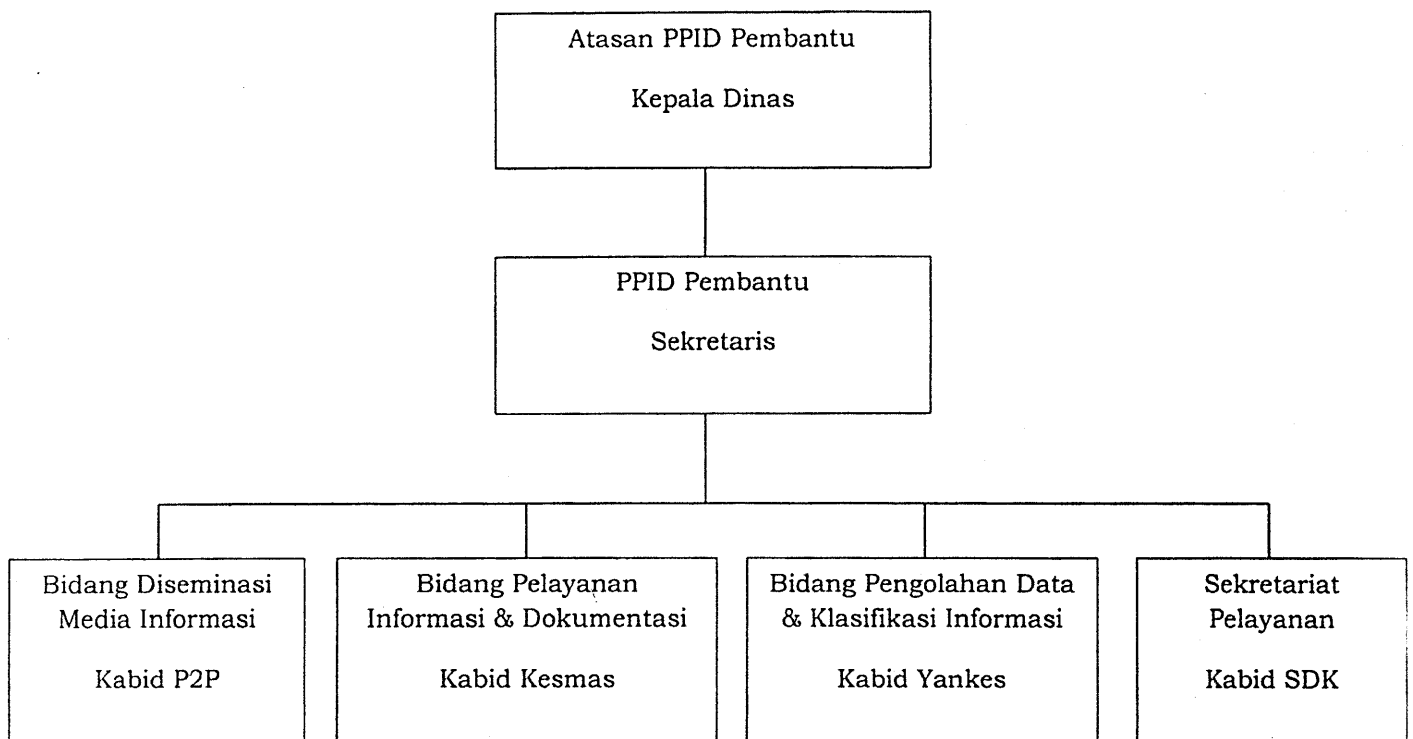 Atasan PPID Pembantu
Kepala Dinas
PPID Pembantu
Sekretaris
Bidang Diseminasi
Media Informasi
Kabid P2P
Bidang Pelayanan
Informasi & Dokumentasi
Kabid Kesmas
Bidang Pengolahan Data
& Klasifikasi Informasi
Kabid Yankes
Sekretariat
Pelayanan
Kabid SDK